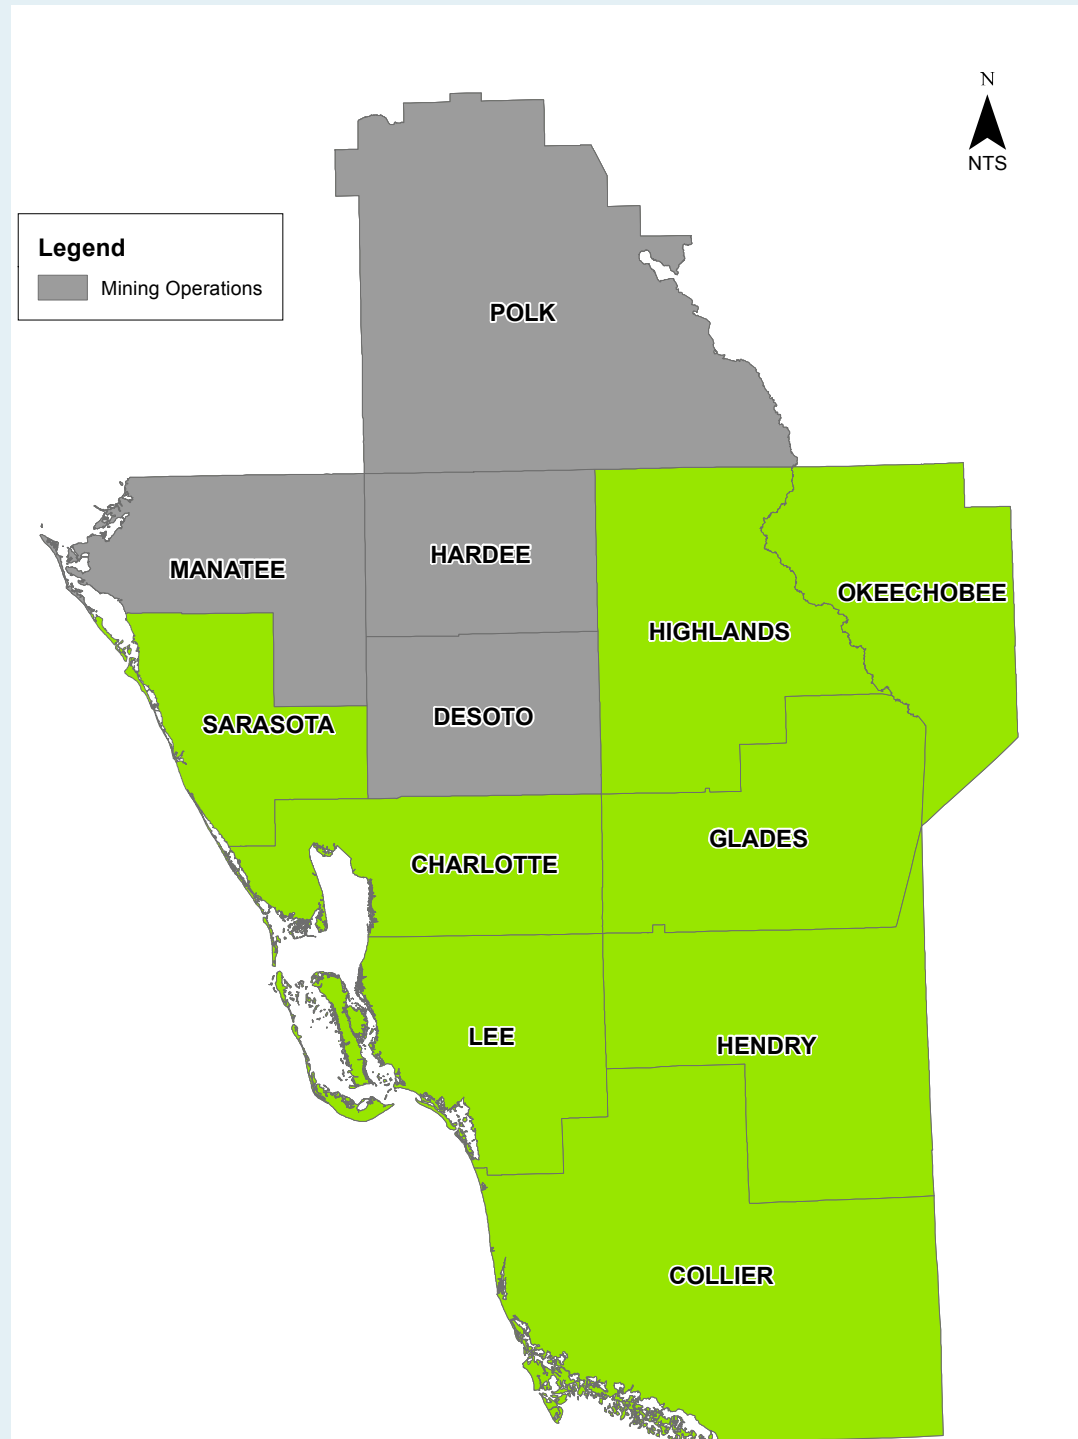 N
NTS
Legend
Mining Operations
POLK
MANATEE
HARDEE
HIGHLANDS
OKEECHOBEE
SARASOTA
DESOTO
CHARLOTTE
GLADES
LEE
HENDRY
COLLIER